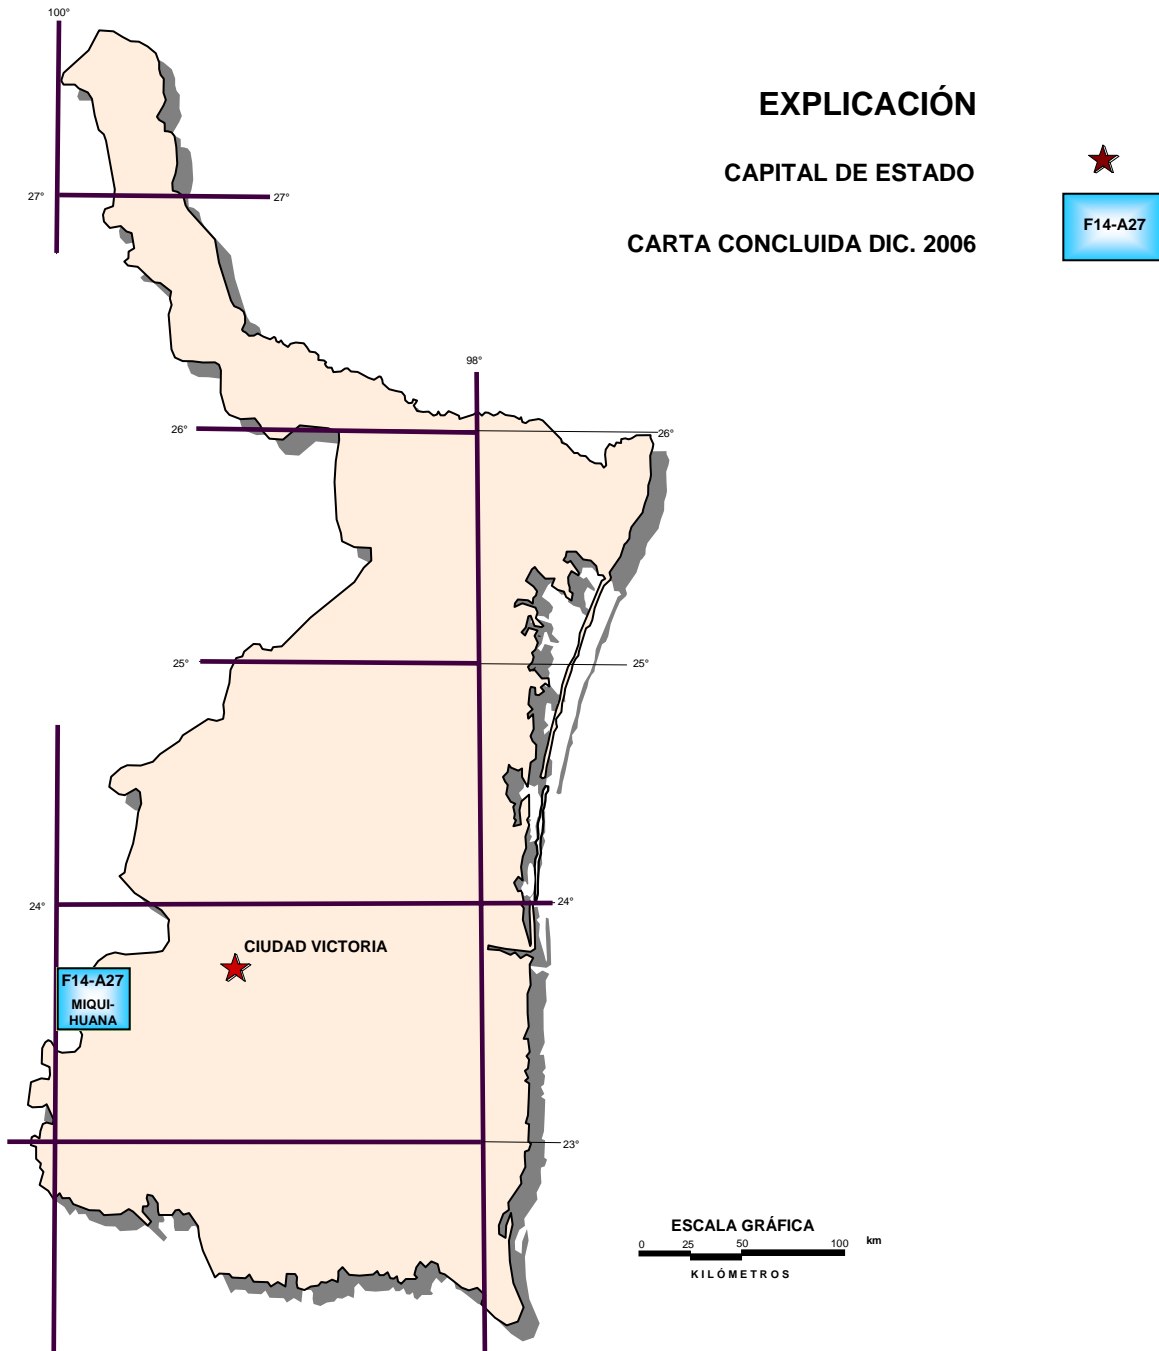 100°
EXPLICACIÓN
CAPITAL DE ESTADO
27°
27°
F14-A27
CARTA CONCLUIDA DIC. 2006
98°
26°
26°
25°
25°
24°
24°
CIUDAD VICTORIA
F14-A27
MIQUI-
HUANA
23°
ESCALA GRÁFICA
0 25 50 100 km
KILÓMETROS